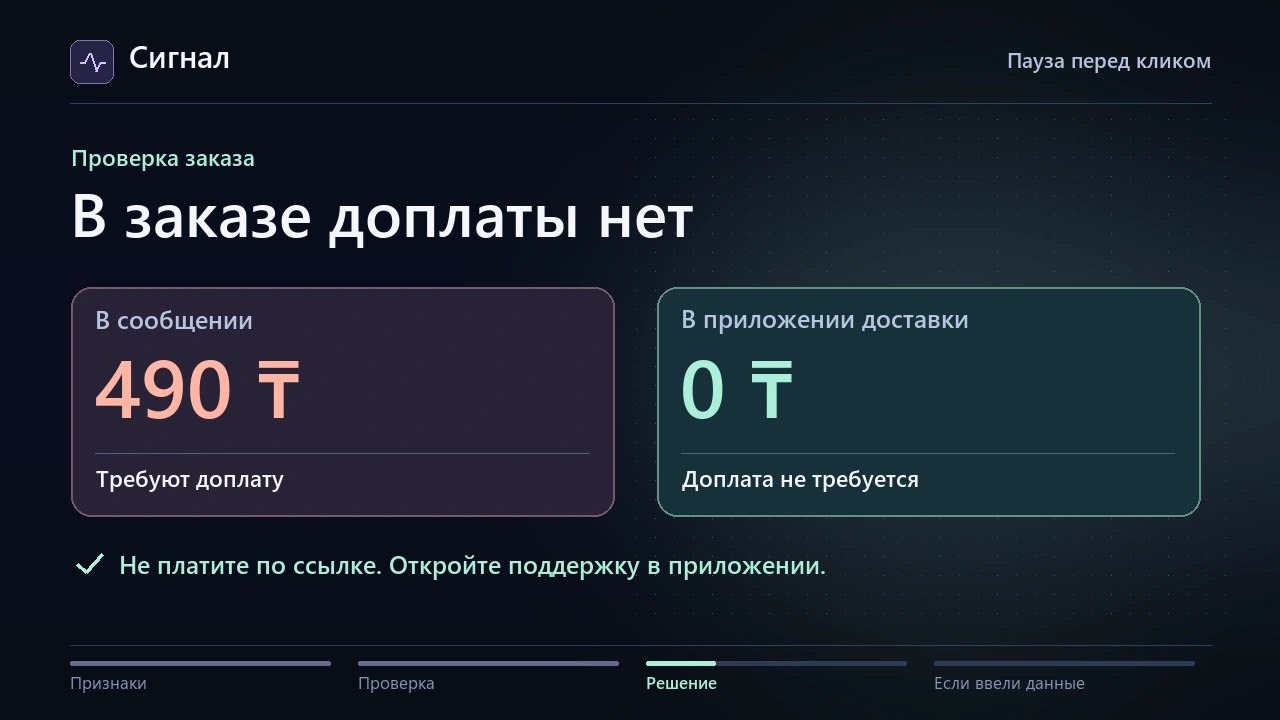 Сигнал
Пауза перед кликом
Проверка заказа
В заказе доплаты нет
В сообщении
490 ₸
Требуют доплату
В приложении доставки
0 ₸
Доплата не требуется
Не платите по ссылке. Откройте поддержку в приложении.
Признаки
Проверка
Решение
Если ввели данные